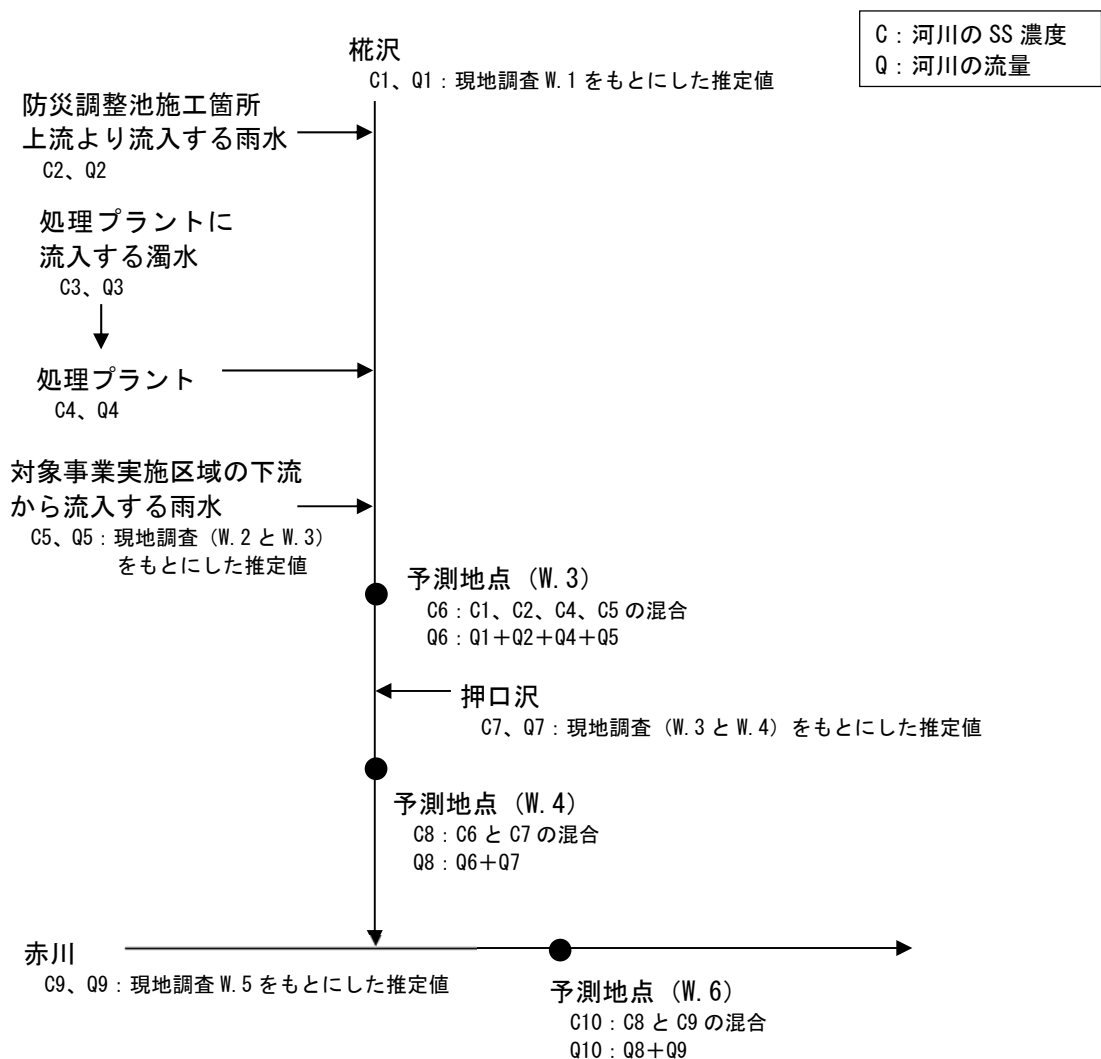 C：河川のSS濃度
Q：河川の流量
椛沢
C1、Q1：現地調査W.1をもとにした推定値
防災調整池施工箇所
上流より流入する雨水
C2、Q2
処理プラントに
流入する濁水
C3、Q3
処理プラント
C4、Q4
対象事業実施区域の下流
から流入する雨水
C5、Q5：現地調査（W.2とW.3）
をもとにした推定値
予測地点（W.3）
C6：C1、C2、C4、C5の混合
Q6：Q1＋Q2＋Q4＋Q5
押口沢
C7、Q7：現地調査（W.3とW.4）をもとにした推定値
予測地点（W.4）
C8：C6とC7の混合
Q8：Q6＋Q7
赤川
C9、Q9：現地調査W.5をもとにした推定値
予測地点（W.6）
C10：C8とC9の混合
Q10：Q8＋Q9